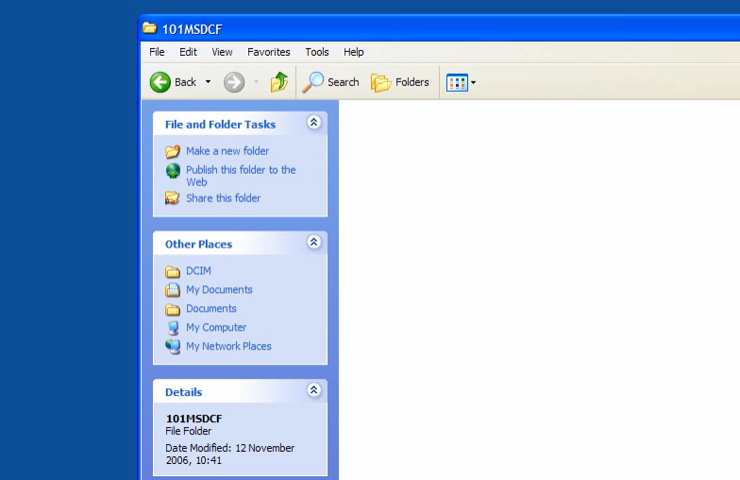 101MSDCF
File Edit View Favorites Tools Help
Back Search Folders
File and Folder Tasks
Make a new folder
Publish this folder to the
Web
Share this folder
Other Places
DCIM
My Documents
Documents
My Computer
My Network Places
Details
101MSDCF
File Folder
Date Modified: 12 November
2006, 10:41